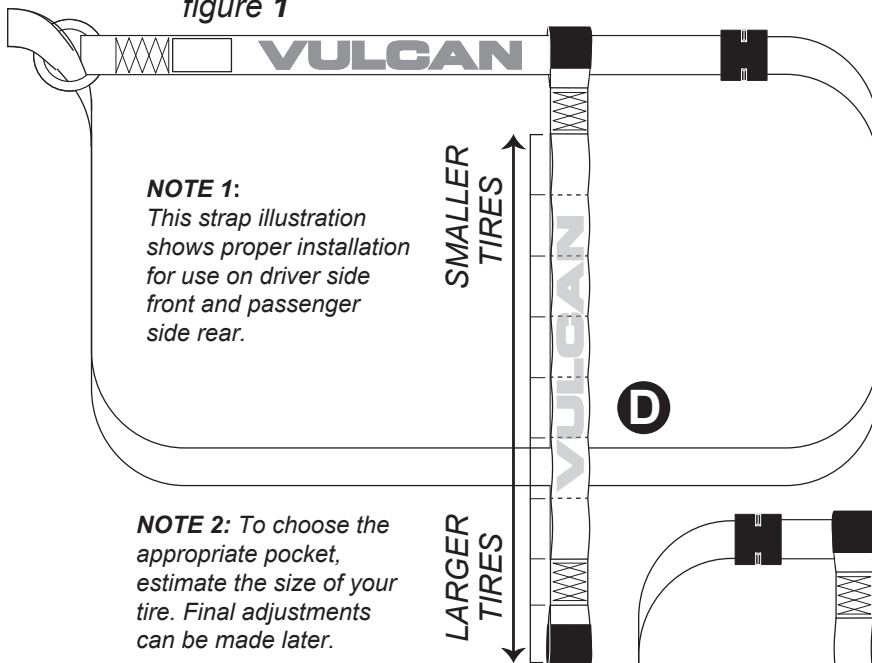 figure 1
VULCAN
NOTE 1:
This strap illustration
shows proper installation
for use on driver side
front and passenger
side rear.
SMALLER
TIRES
VULCAN
D
NOTE 2: To choose the
appropriate pocket,
estimate the size of your
tire. Final adjustments
can be made later.
LARGER
TIRES